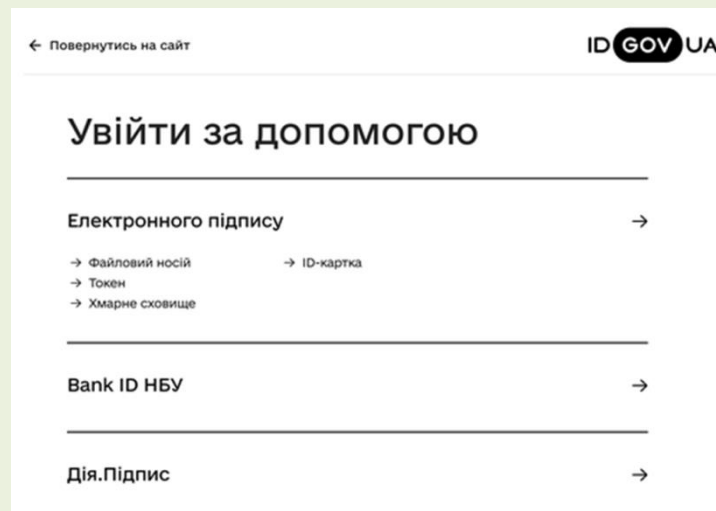 ← Повернутись на сайт
ID GOV UA
Увійти за допомогою
Електронного підпису →
→ Файловий носій → ID-картка
→ Токен
→ Хмарне сховище
Bank ID НБУ →
Дія.Підпис →